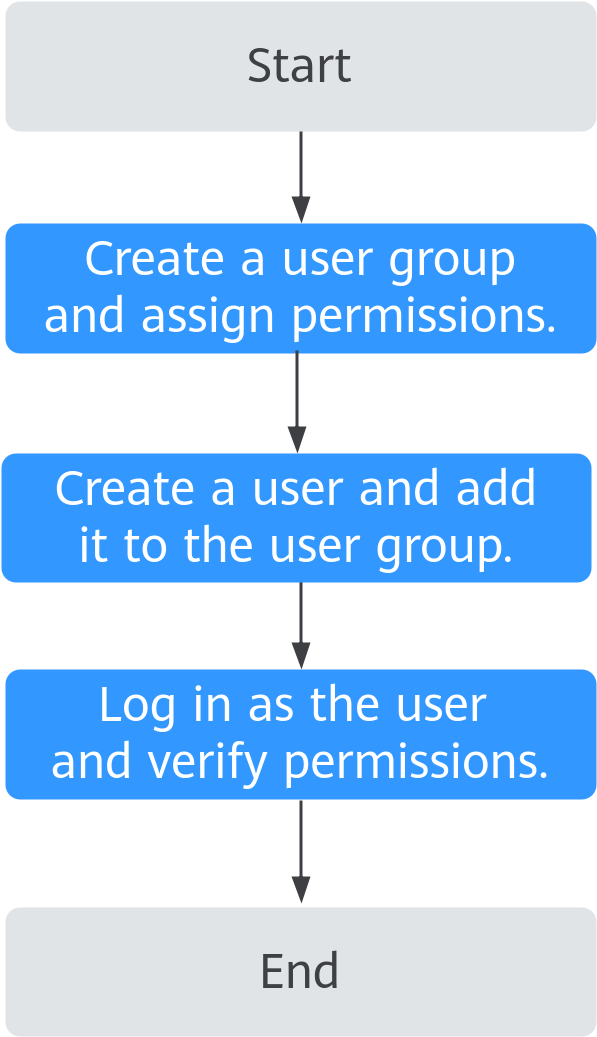 Start
Create a user group
and assign permissions.
Create a user and add
it to the user group.
Log in as the user
and verify permissions.
End